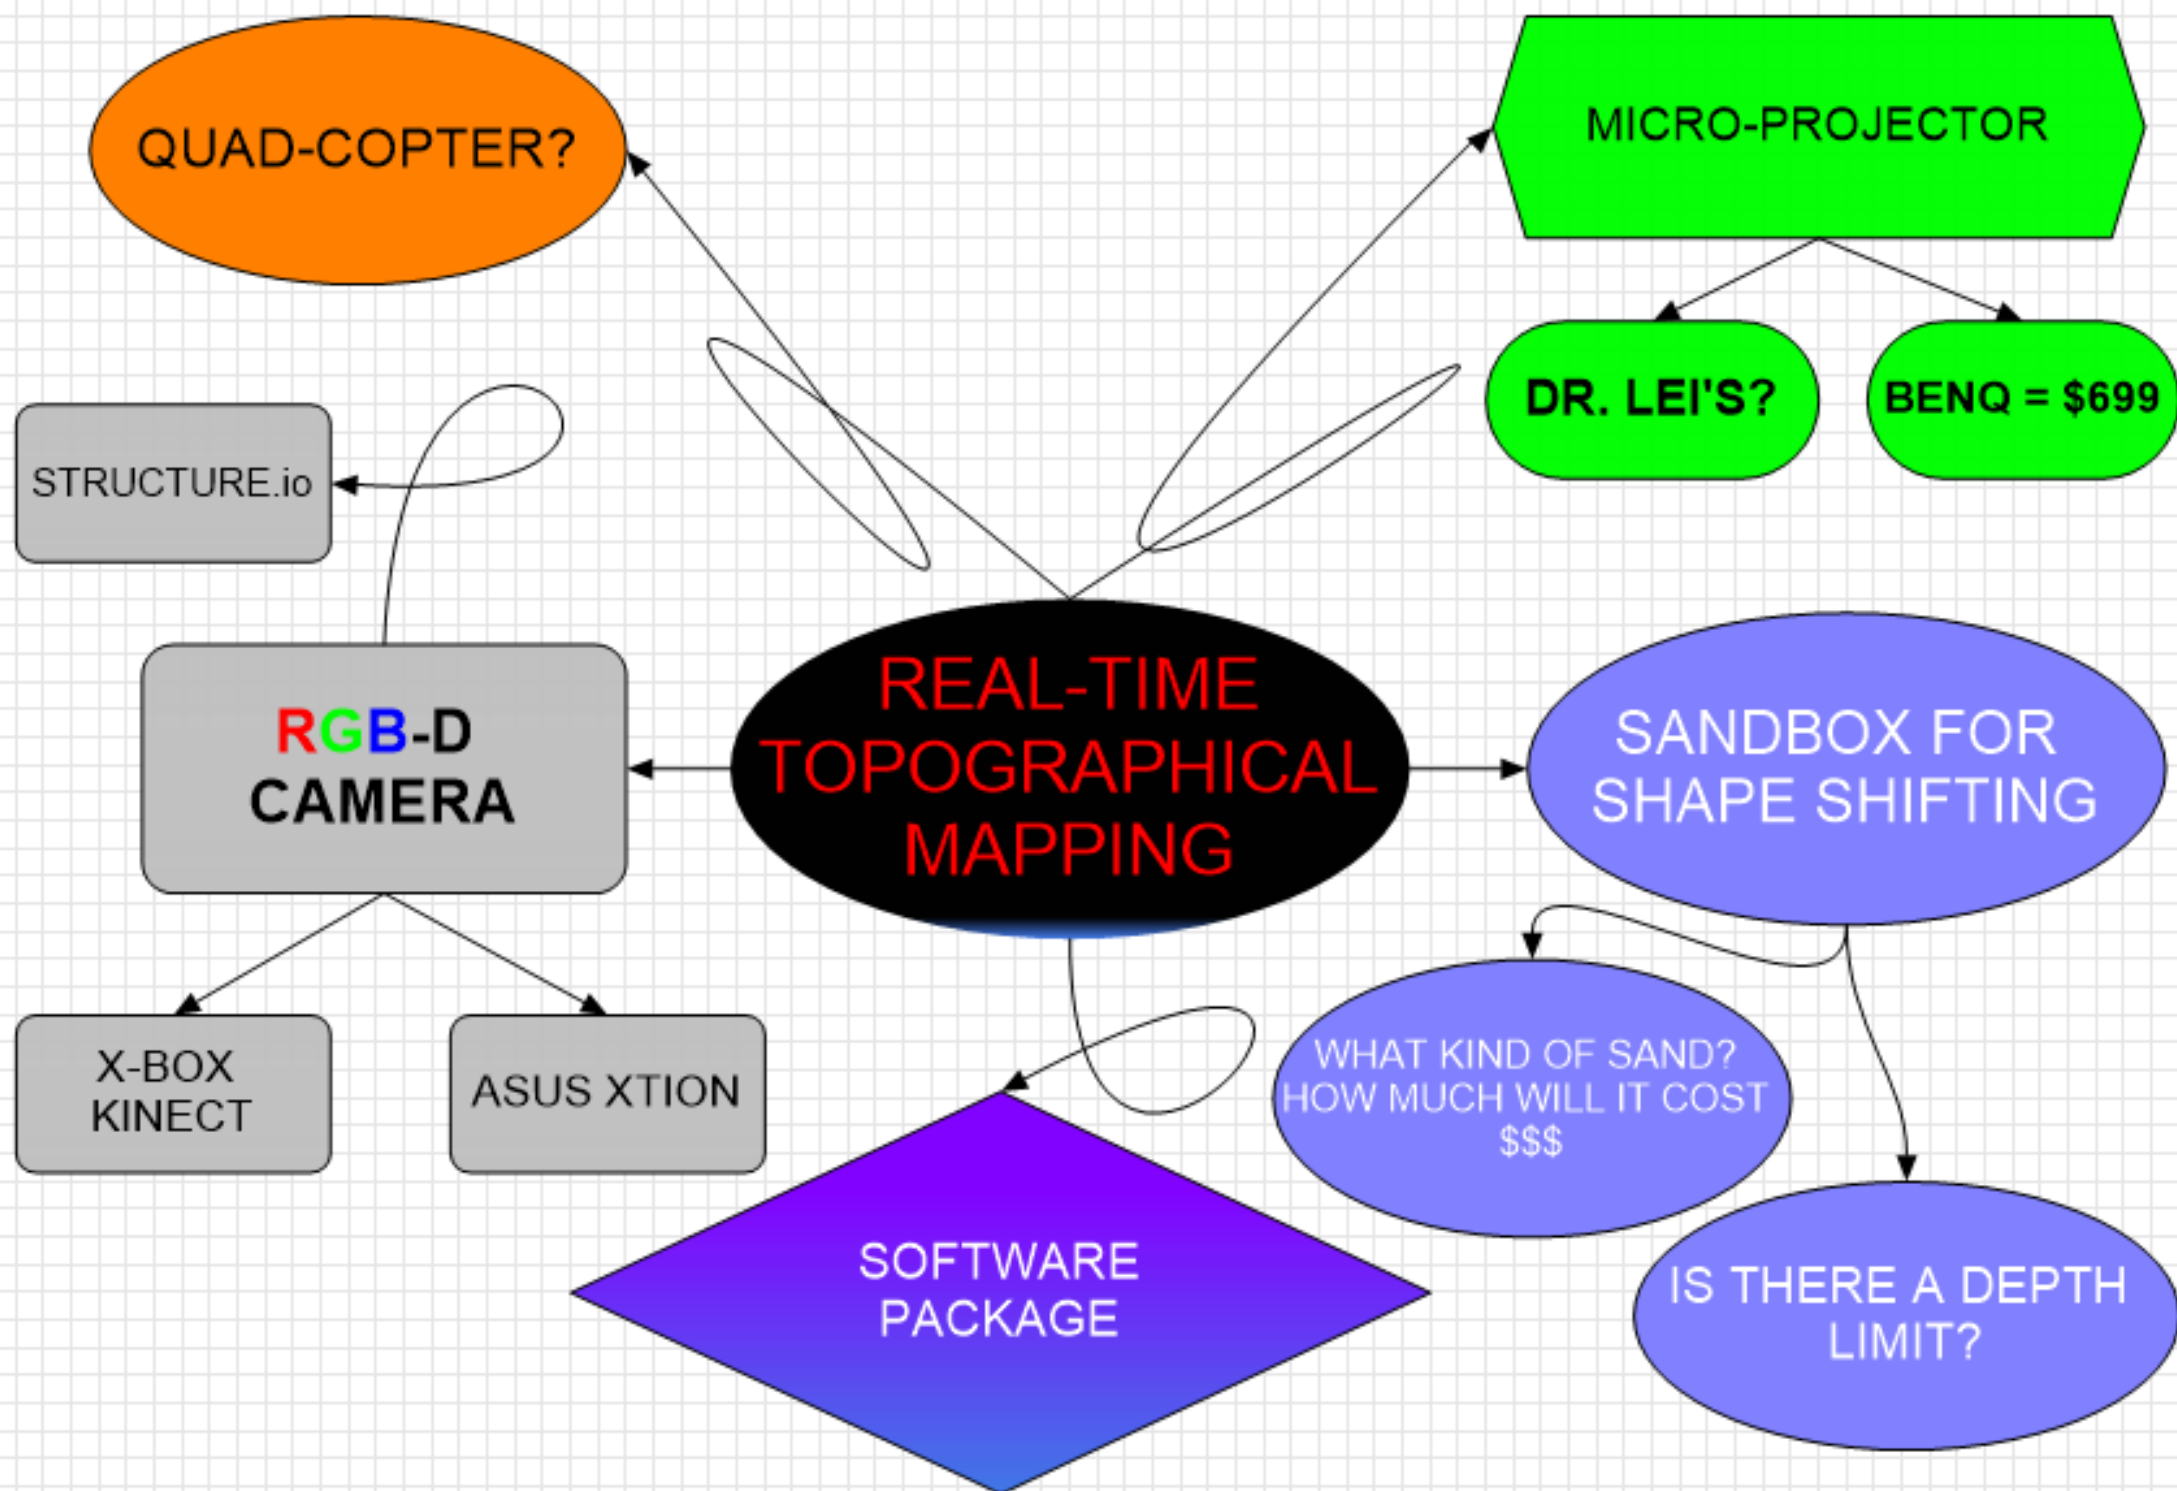 QUAD-COPTER?
MICRO-PROJECTOR
DR. LEI'S?
BENQ = $699
STRUCTURE.io
RGB-D
CAMERA
REAL-TIME
TOPOGRAPHICAL
MAPPING
SANDBOX FOR
SHAPE SHIFTING
X-BOX
KINECT
ASUS XTION
WHAT KIND OF SAND?
HOW MUCH WILL IT COST
$$$
SOFTWARE
PACKAGE
IS THERE A DEPTH
LIMIT?